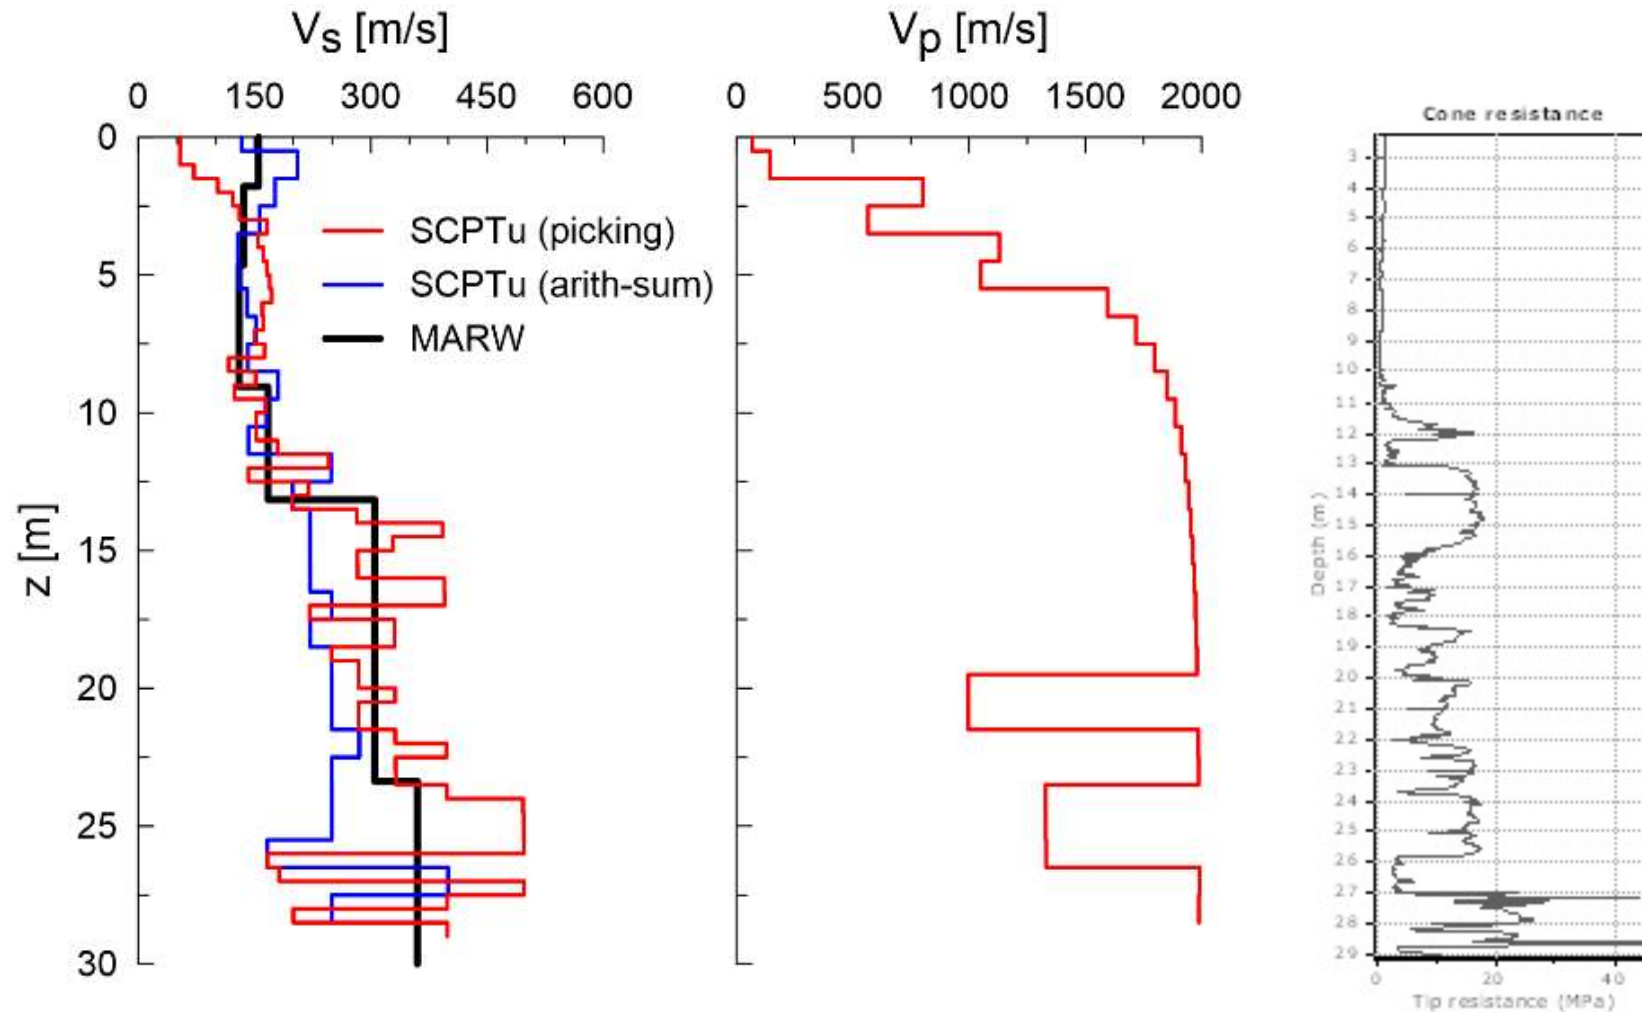 Vs [m/s]
0 150 300 450 600
Vp [m/s]
0 500 1000 1500 2000
z [m]
0
5
10
15
20
25
30
SCPTu (picking)
SCPTu (arith-sum)
MARW
Cone resistance
Depth (m)
3
4
5
6
7
8
9
10
11
12
13
14
15
16
17
18
19
20
21
22
23
24
25
26
27
28
29
0 20 40
Tip resistance (MPa)